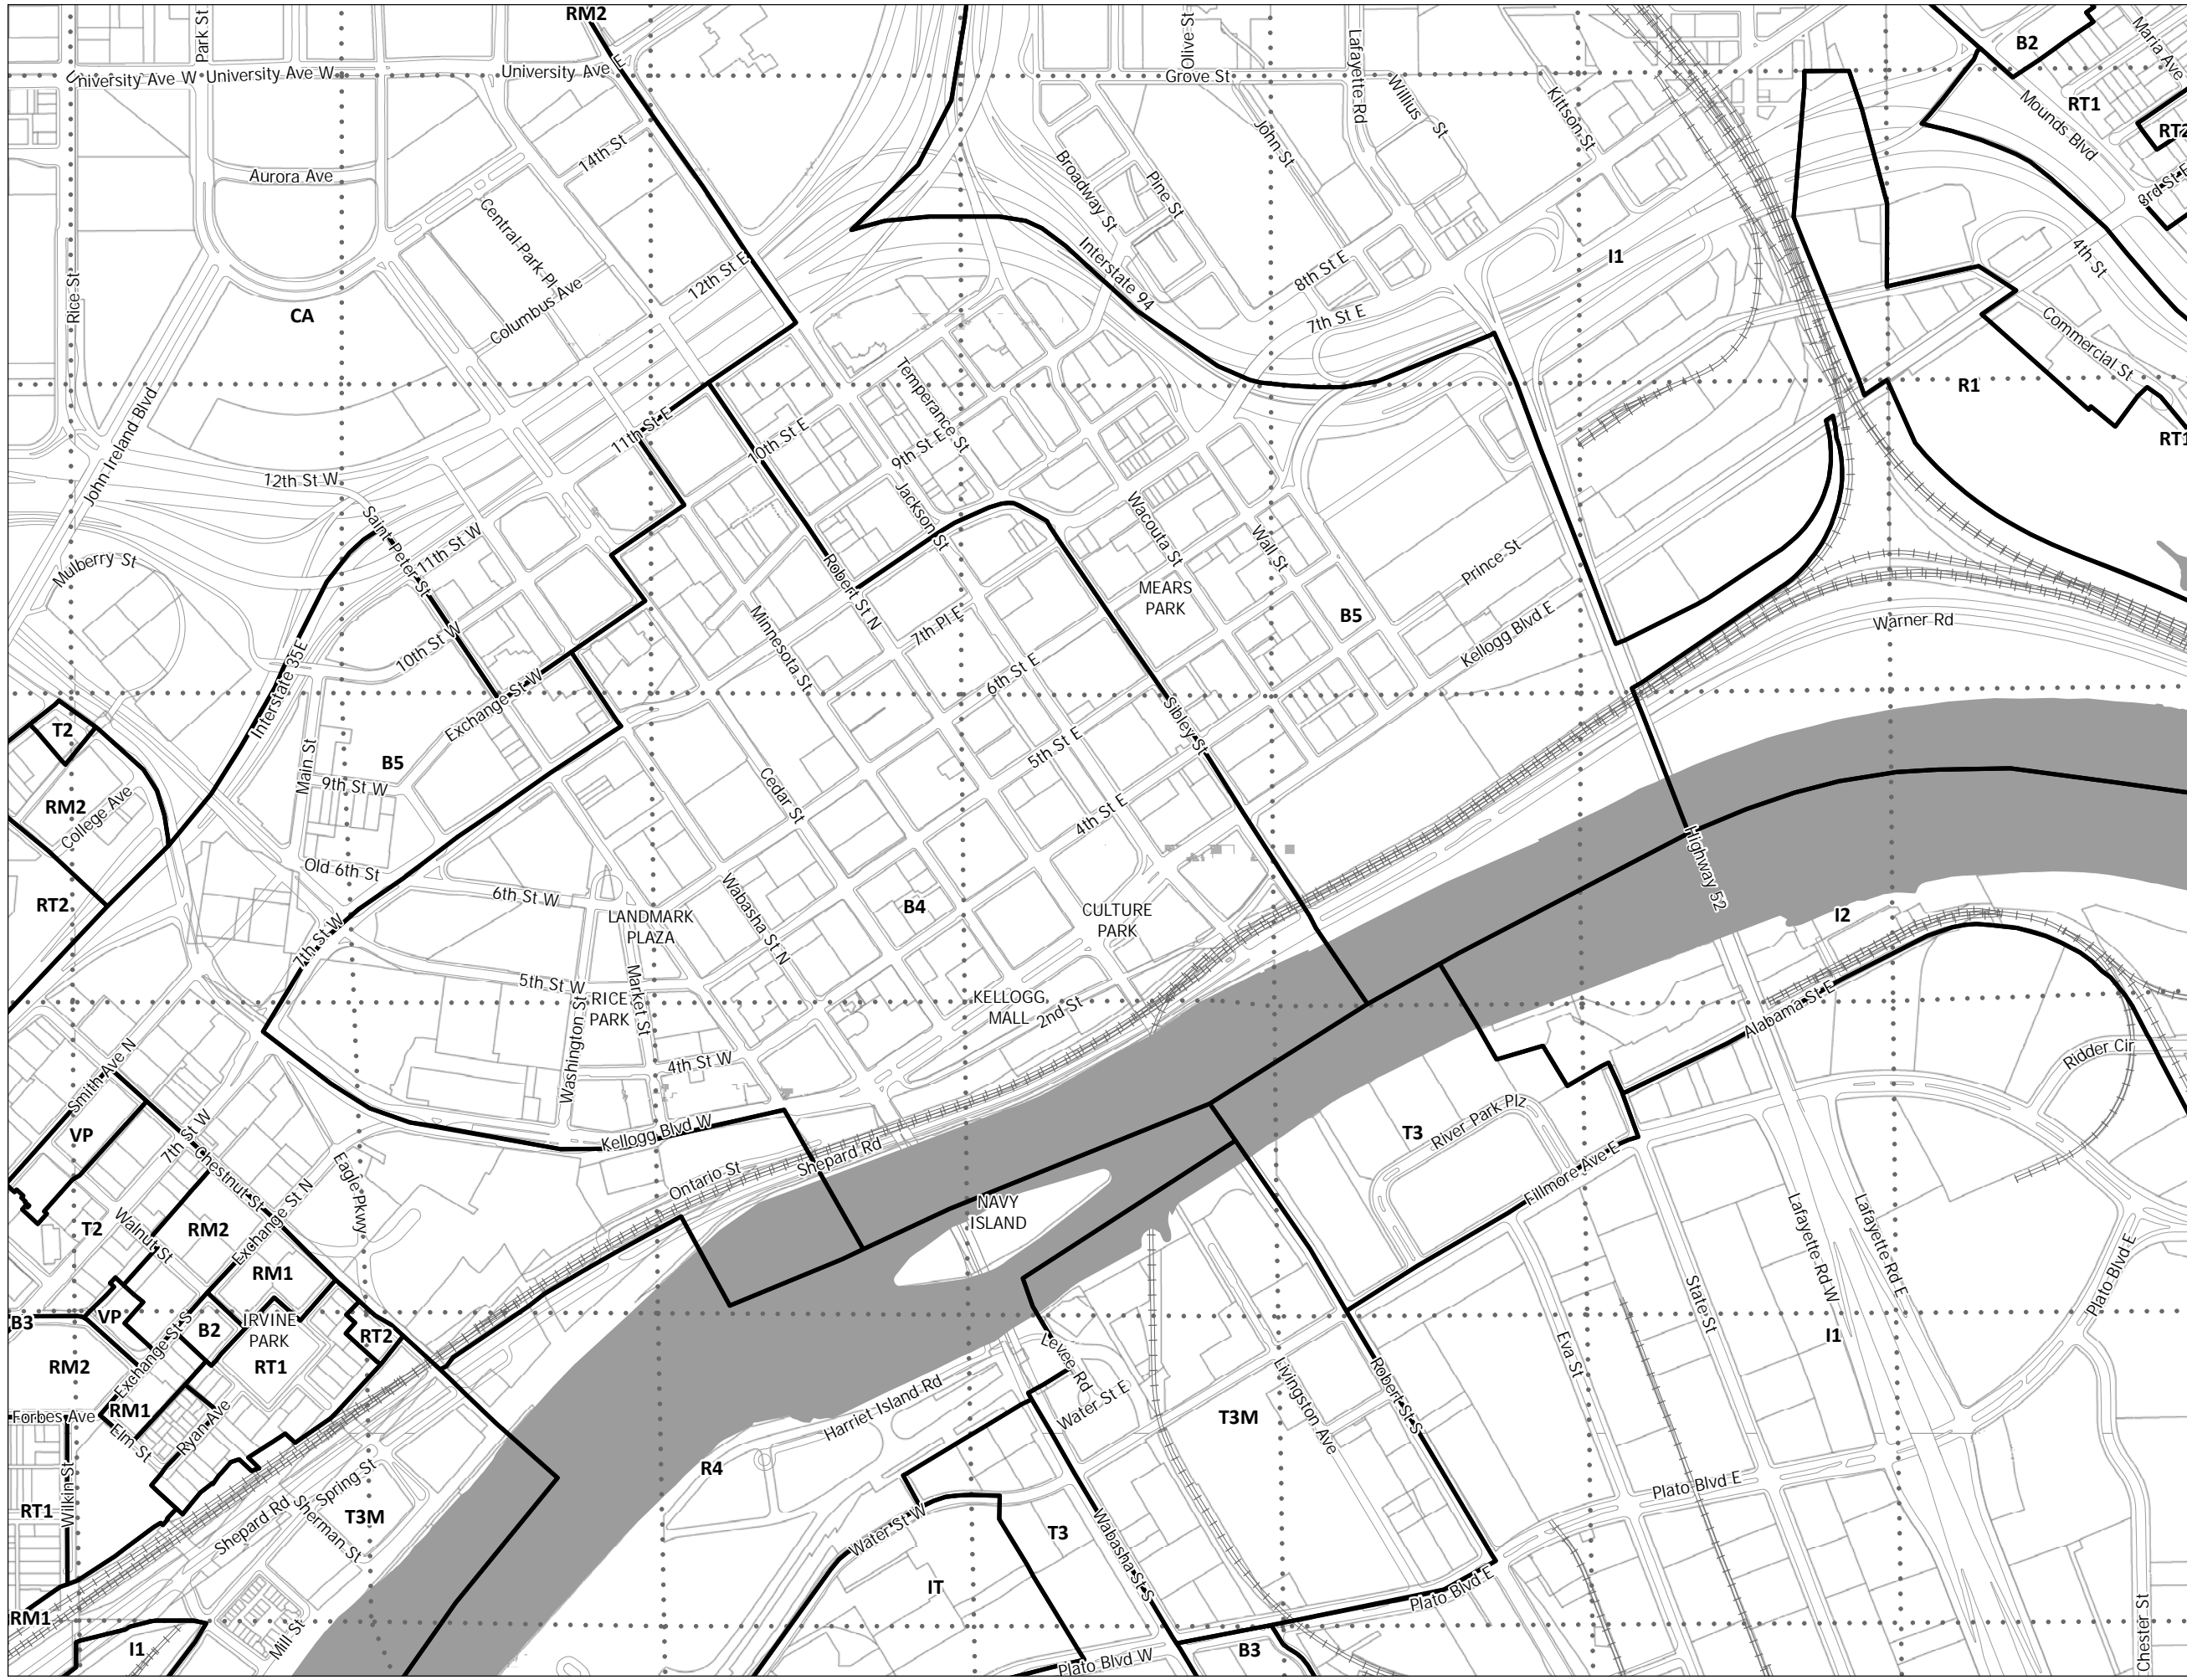 RM2
Park St
Olive St
Lafayette Rd
B2
Maria Ave
University Ave W
University Ave W
University Ave E
Grove St
Willius St
Kittson St
Mounds Blvd
RT1
RT2
14th St
John St
Aurora Ave
Broadway St
Pine St
3rd St E
Central Park Pl
Interstate 94
4th St
I1
12th St E
8th St E
Rice St
CA
Columbus Ave
7th St E
Commercial St
Temperance St
R1
John Ireland Blvd
11th St E
10th St E
9th St E
RT1
12th St W
Jackson St
Wacouta St
Saint Peter St
11th St W
Wall St
Prince St
Mulberry St
Robert St N
MEARS
PARK
B5
Minnesota St
7th Pl E
Kellogg Blvd E
Warner Rd
10th St W
6th St E
Interstate 35E
Exchange St W
Sibley St
T2
Main St
B5
5th St E
9th St W
Cedar St
RM2
College Ave
4th St E
Highway 52
Old 6th St
6th St W
Wabasha St N
RT2
LANDMARK
PLAZA
B4
CULTURE
PARK
I2
7th St W
5th St W
Market St
RICE
PARK
KELLOGG
MALL
2nd St
Alabama St E
Washington St
4th St W
Ridder Cir
Smith Ave N
VP
7th St W
Kellogg Blvd W
River Park Plz
T3
Chestnut St
Eagle Pkwy
Ontario St
Shepard Rd
Fillmore Ave E
NAVY
ISLAND
T2
Walnut St
RM2
Exchange St N
Lafayette Rd W
Lafayette Rd E
Plato Blvd E
RM1
State St
B3
VP
B2
IRVINE
PARK
RT2
I1
RM2
Exchange St S
RT1
Levee Rd
Livingston Ave
Robert St S
Eva St
RM1
Harriet Island Rd
Water St E
T3M
Forbes Ave
Elm St
Ryan Ave
R4
Wilkin St
Spring St
Plato Blvd E
RT1
Shepard Rd
Sherman St
T3M
Water St W
T3
Wabasha St S
IT
Plato Blvd E
RM1
I1
Mill St
Plato Blvd W
B3
Chester St